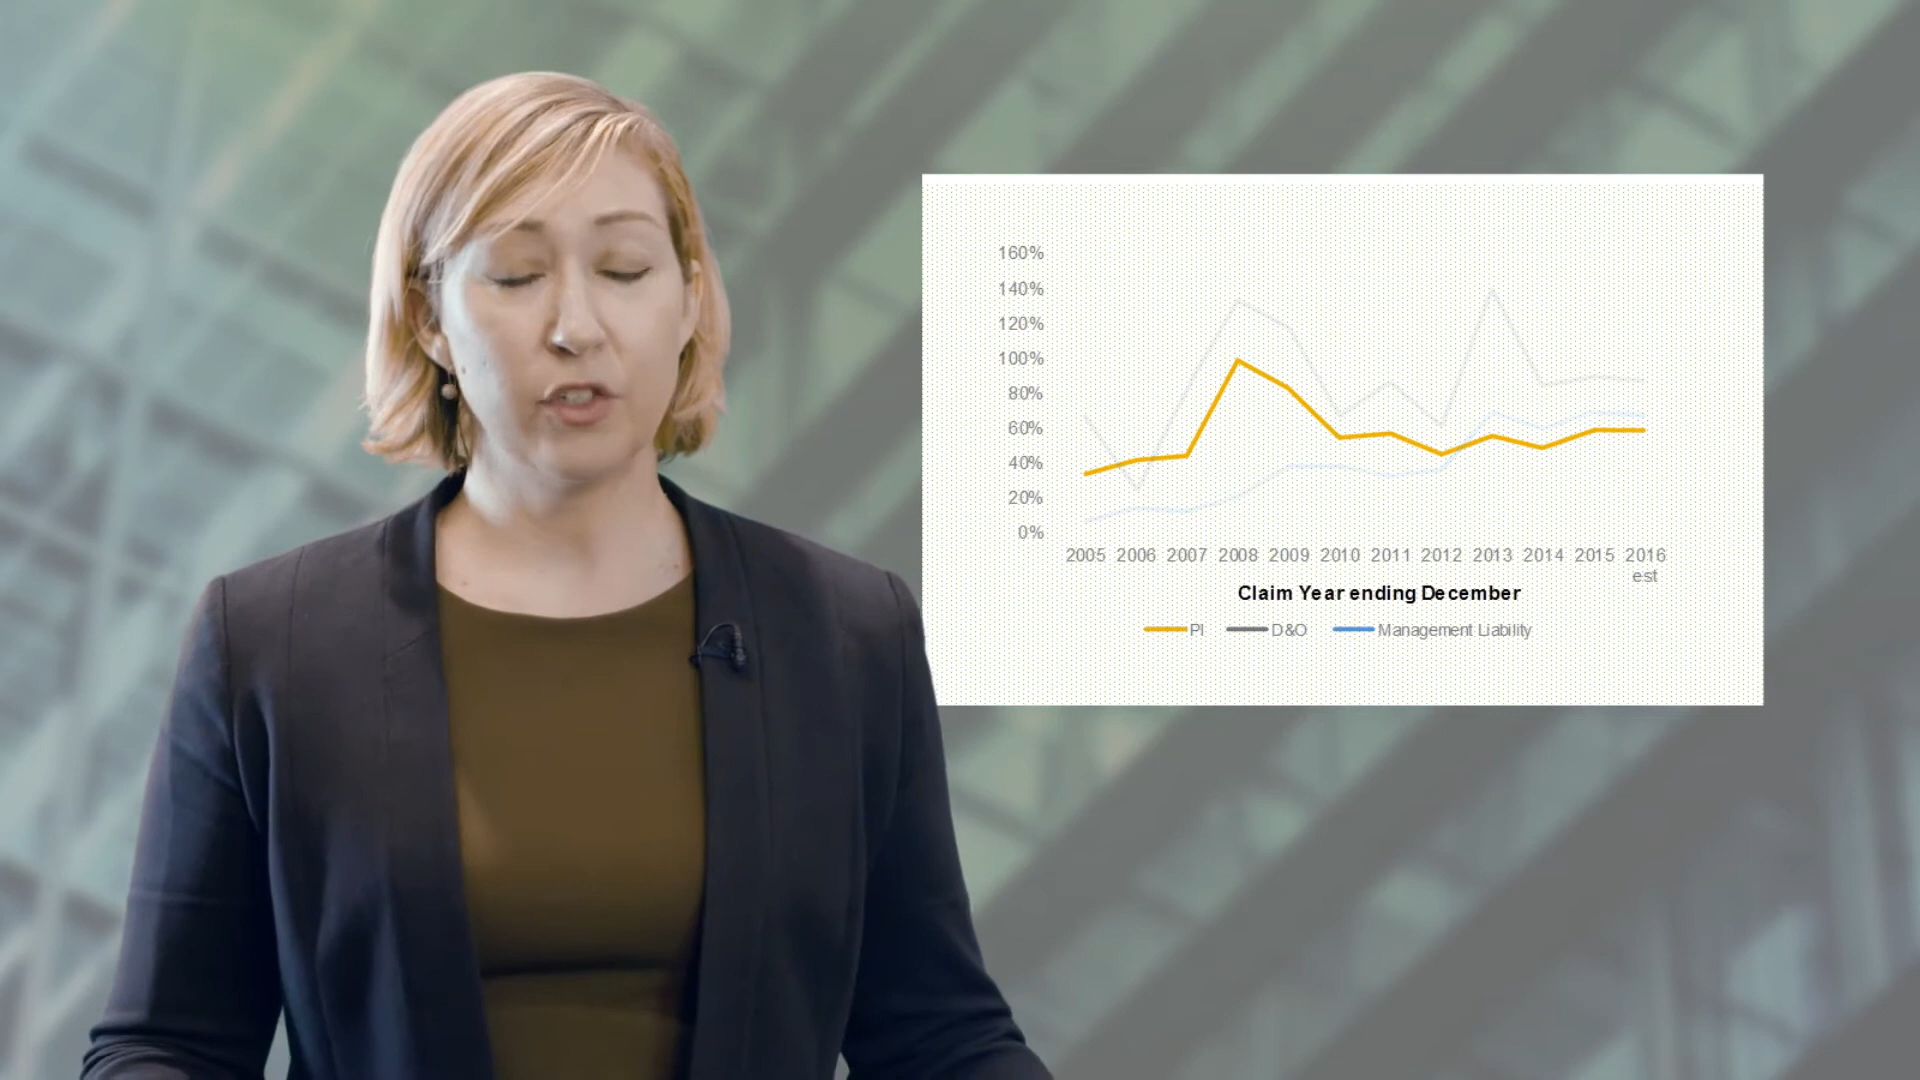 160%
140%
120%
100%
80%
60%
40%
20%
0%
2005 2006 2007 2008 2009 2010 2011 2012 2013 2014 2015 2016
est
Claim Year ending December
PI D&O Management Liability